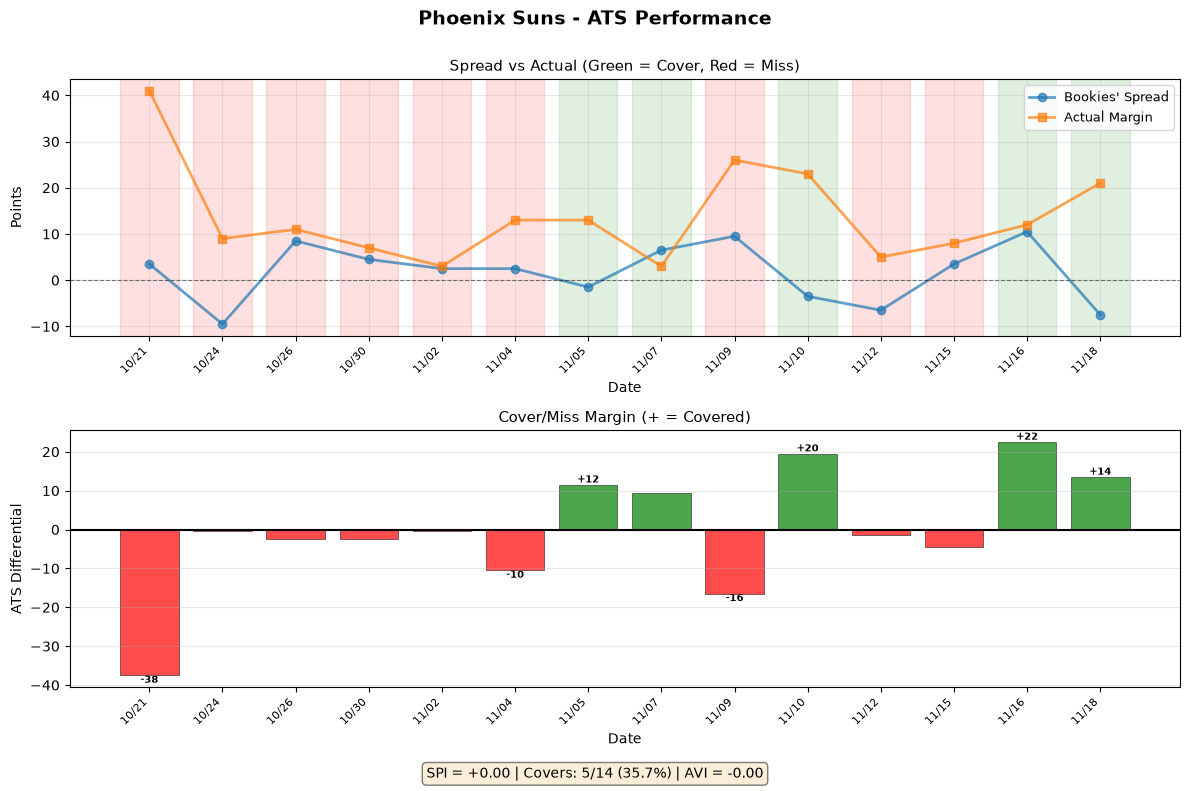 Phoenix Suns - ATS Performance
Spread vs Actual (Green = Cover, Red = Miss)
Points
40
30
20
10
0
−10
Bookies' Spread
Actual Margin
10/21 10/24 10/26 10/30 11/02 11/04 11/05 11/07 11/09 11/10 11/12 11/15 11/16 11/18
Date
Cover/Miss Margin (+ = Covered)
ATS Differential
20
10
0
−10
−20
−30
−40
-38 -10 +12 -16 +20 +22 +14
10/21 10/24 10/26 10/30 11/02 11/04 11/05 11/07 11/09 11/10 11/12 11/15 11/16 11/18
Date
SPI = +0.00 | Covers: 5/14 (35.7%) | AVI = -0.00